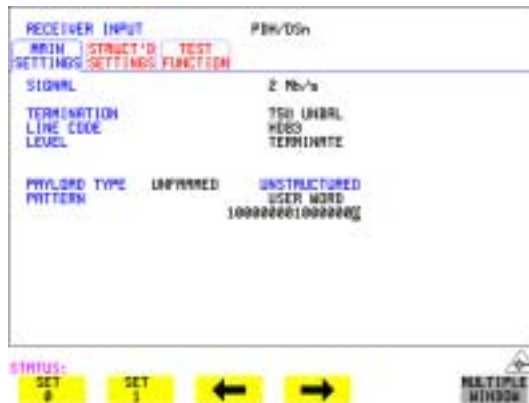 RECEIVER INPUT PDH/DSn
MAIN SETTINGS STRUCT'D SETTINGS TEST FUNCTION
SIGNAL 2 Mb/s
TERMINATION 75Ω UNBAL
LINE CODE HDB3
LEVEL TERMINATE
PAYLOAD TYPE UNFRAMED UNSTRUCTURED
PATTERN USER WORD
1000000010000000
STATUS:
SET 0 SET 1 MULTIPLE WINDOW